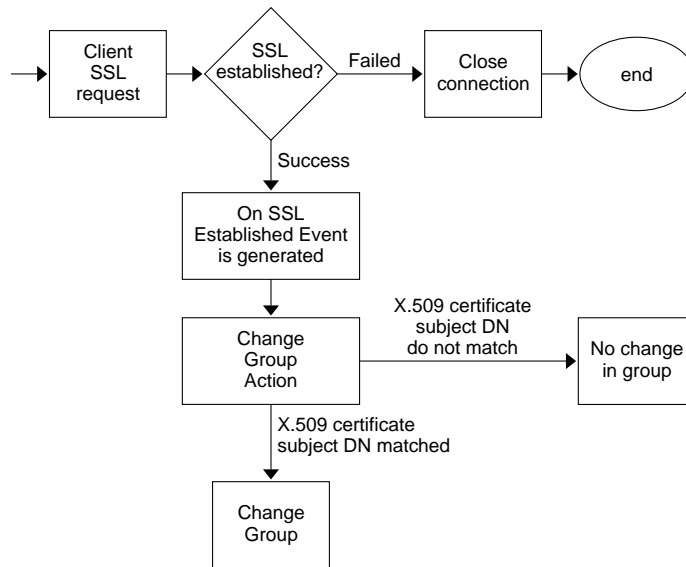 Client
SSL
request
SSL
established?
Failed
Close
connection
end
Success
On SSL
Established Event
is generated
Change
Group
Action
X.509 certificate
subject DN
do not match
No change
in group
X.509 certificate
subject DN matched
Change
Group